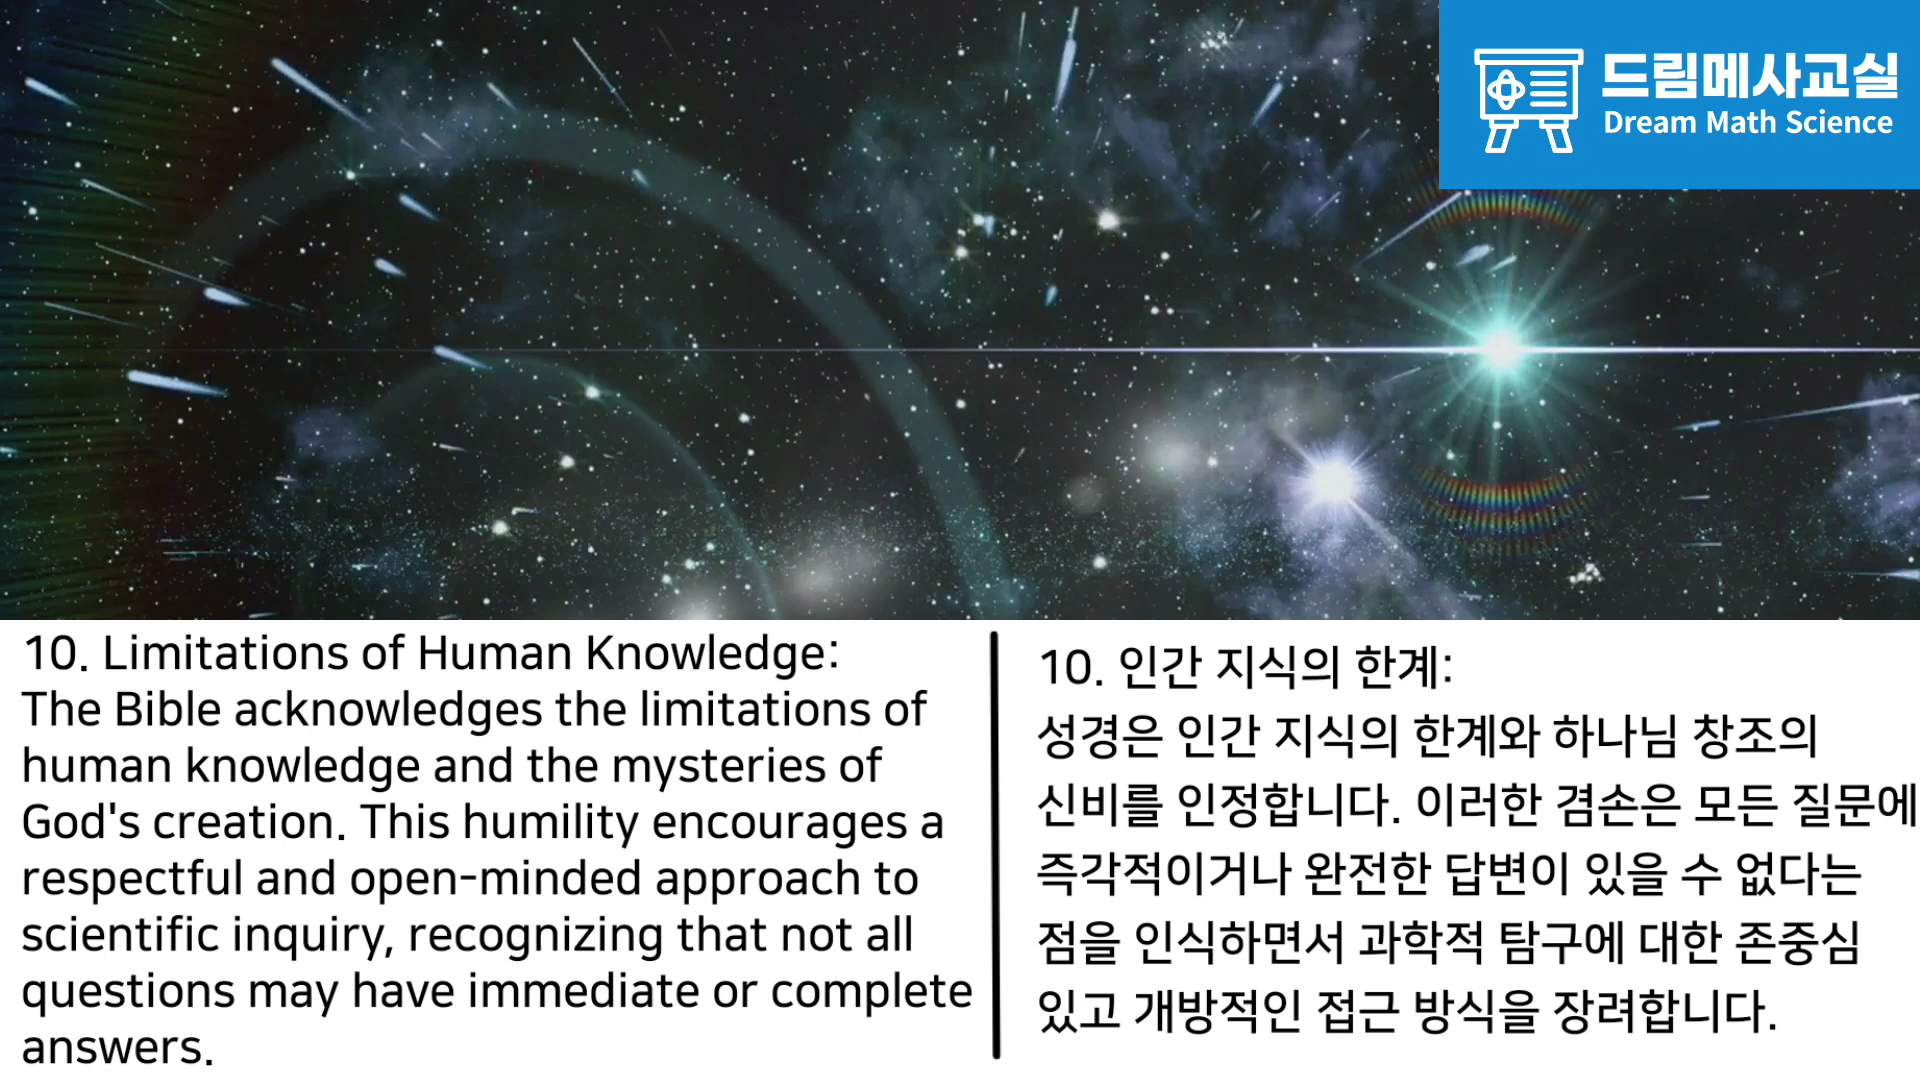 드림메사교실
Dream Math Science
10. Limitations of Human Knowledge:
The Bible acknowledges the limitations of
human knowledge and the mysteries of
God's creation. This humility encourages a
respectful and open-minded approach to
scientific inquiry, recognizing that not all
questions may have immediate or complete
answers.
10. 인간 지식의 한계:
성경은 인간 지식의 한계와 하나님 창조의
신비를 인정합니다. 이러한 겸손은 모든 질문에
즉각적이거나 완전한 답변이 있을 수 없다는
점을 인식하면서 과학적 탐구에 대한 존중심
있고 개방적인 접근 방식을 장려합니다.